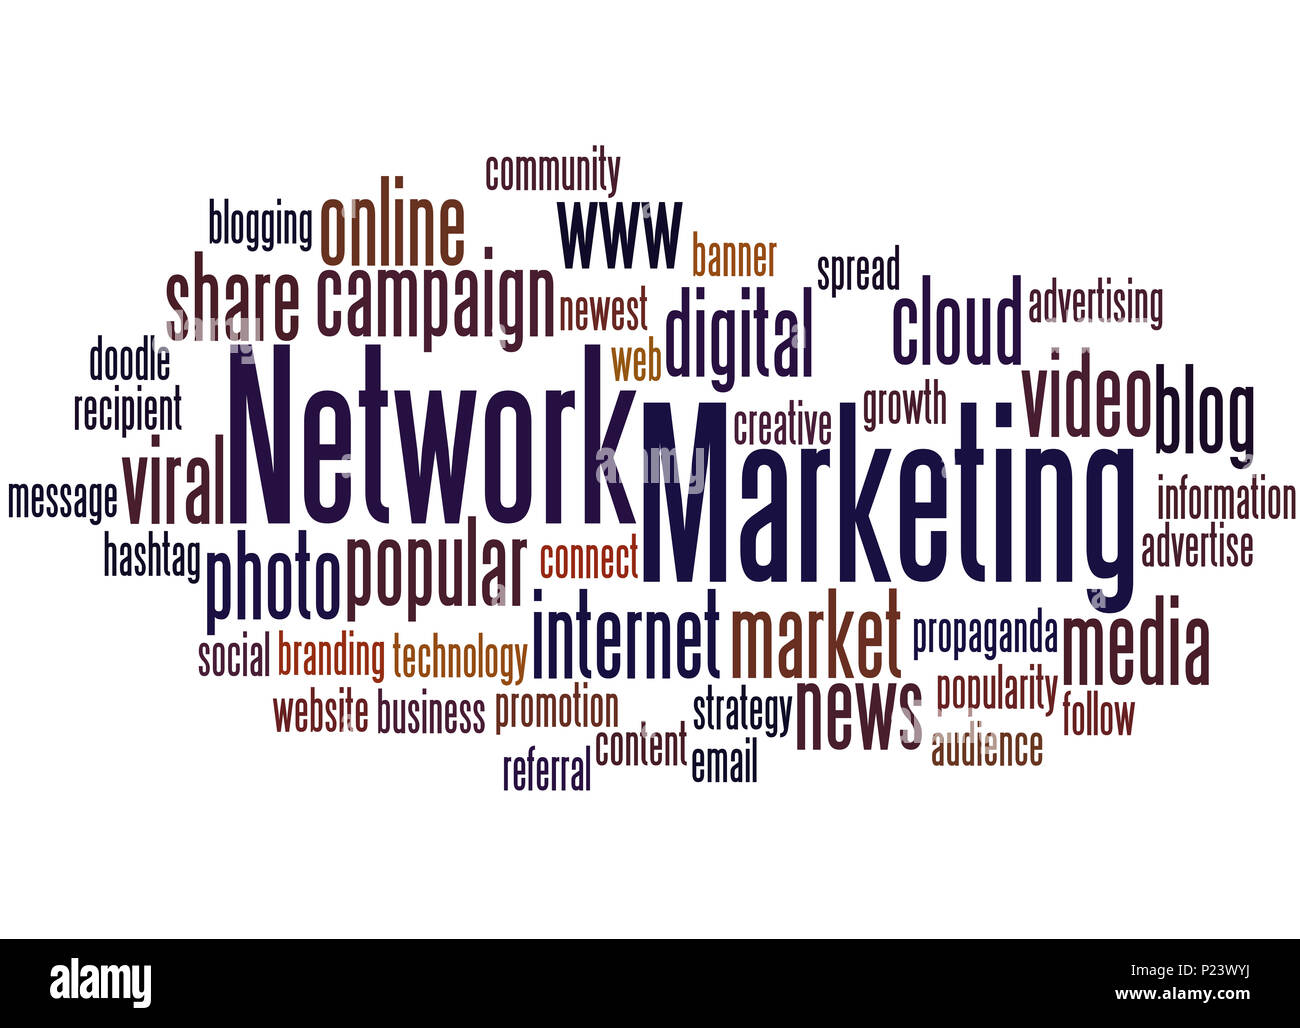 community
blogging online www banner
share campaign newest spread cloud advertising
doodle web digital
recipient Network creative growth video blog
viral Marketing
message information
hashtag photo popular connect advertise
social branding technology internet market propaganda media
website business promotion strategy news popularity follow
referral content email audience
alamy
Image ID: P23WYJ
www.alamy.com